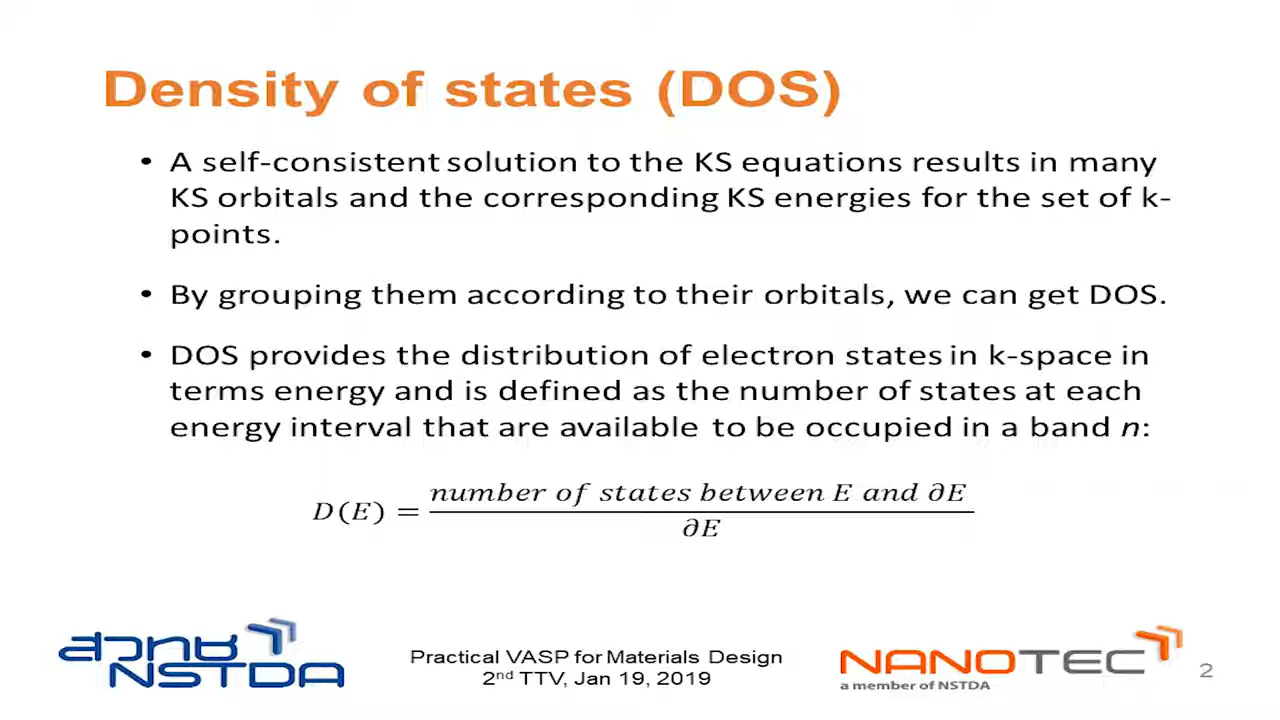 Density of states (DOS)
• A self-consistent solution to the KS equations results in many
KS orbitals and the corresponding KS energies for the set of k-
points.
• By grouping them according to their orbitals, we can get DOS.
• DOS provides the distribution of electron states in k-space in
terms energy and is defined as the number of states at each
energy interval that are available to be occupied in a band n:
D(E) = number of states between E and ∂E
∂E
สวทช
NSTDA
Practical VASP for Materials Design
2nd TTV, Jan 19, 2019
NANOTEC
a member of NSTDA
2